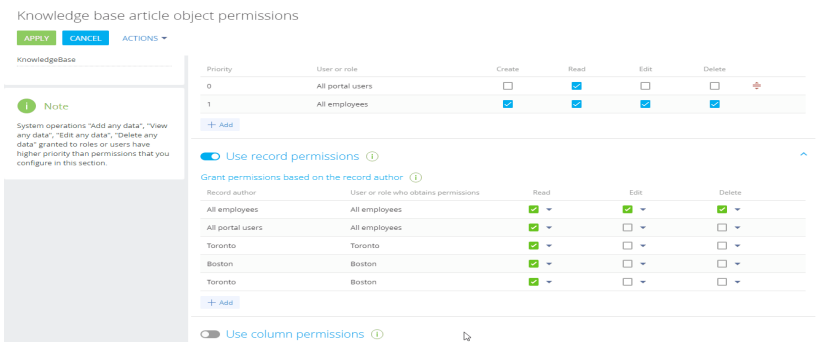 Knowledge base article object permissions
APPLY CANCEL ACTIONS
KnowledgeBase
Note
System operations "Add any data", "View
any data", "Edit any data", "Delete any
data" granted to roles or users have
higher priority than permissions that you
configure in this section.
Priority User or role Create Read Edit Delete
0 All portal users
1 All employees
+ Add
Use record permissions
Grant permissions based on the record author
Record author User or role who obtains permissions Read Edit Delete
All employees All employees
All portal users All employees
Toronto Toronto
Boston Boston
Toronto Boston
+ Add
Use column permissions